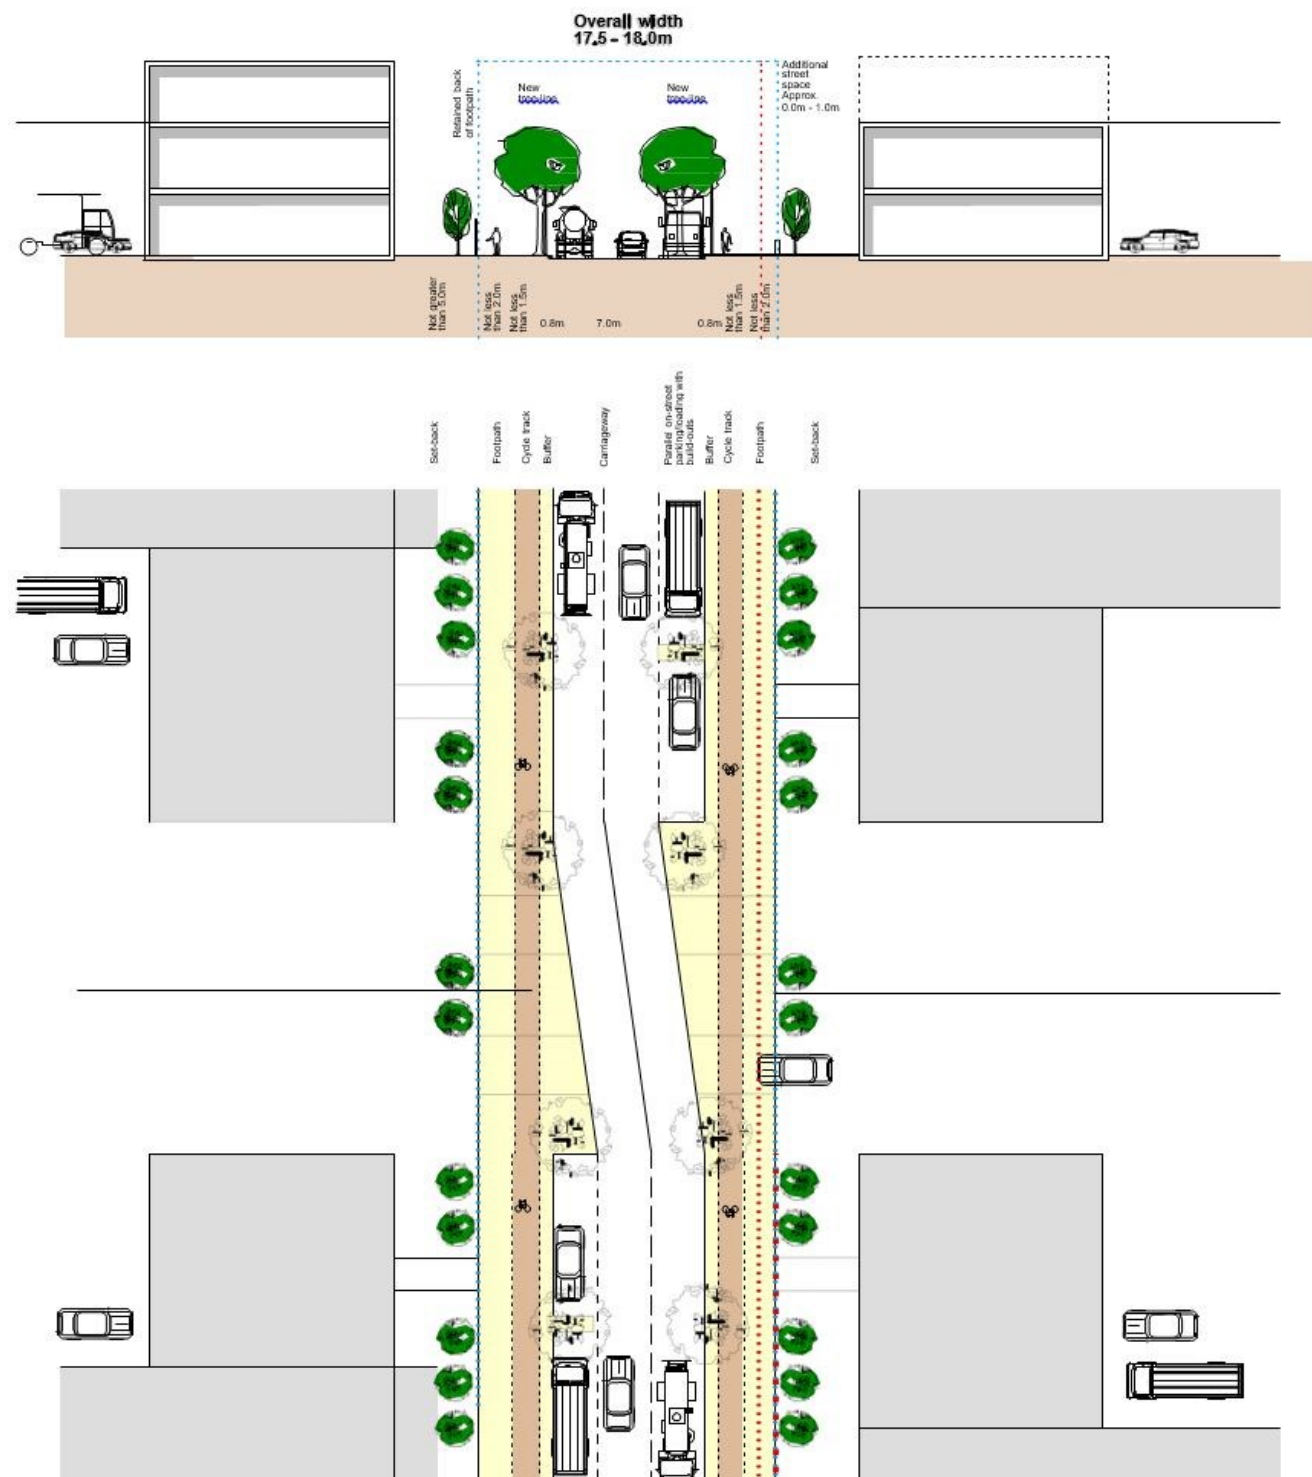 Overall width
17.5 – 18.0m
Retained back
of footpath
New
tree-line
New
tree-line
Additional
street
space
Approx.
0.0m - 1.0m
Not greater
than 5.0m
Not less
than 2.0m
Not less
than 1.5m
0.8m
7.0m
0.8m
Not less
than 1.5m
Not less
than 2.0m
Set-back
Footpath
Cycle track
Buffer
Carriageway
Parallel on-street
parking/loading with
build-outs
Buffer
Cycle track
Footpath
Set-back